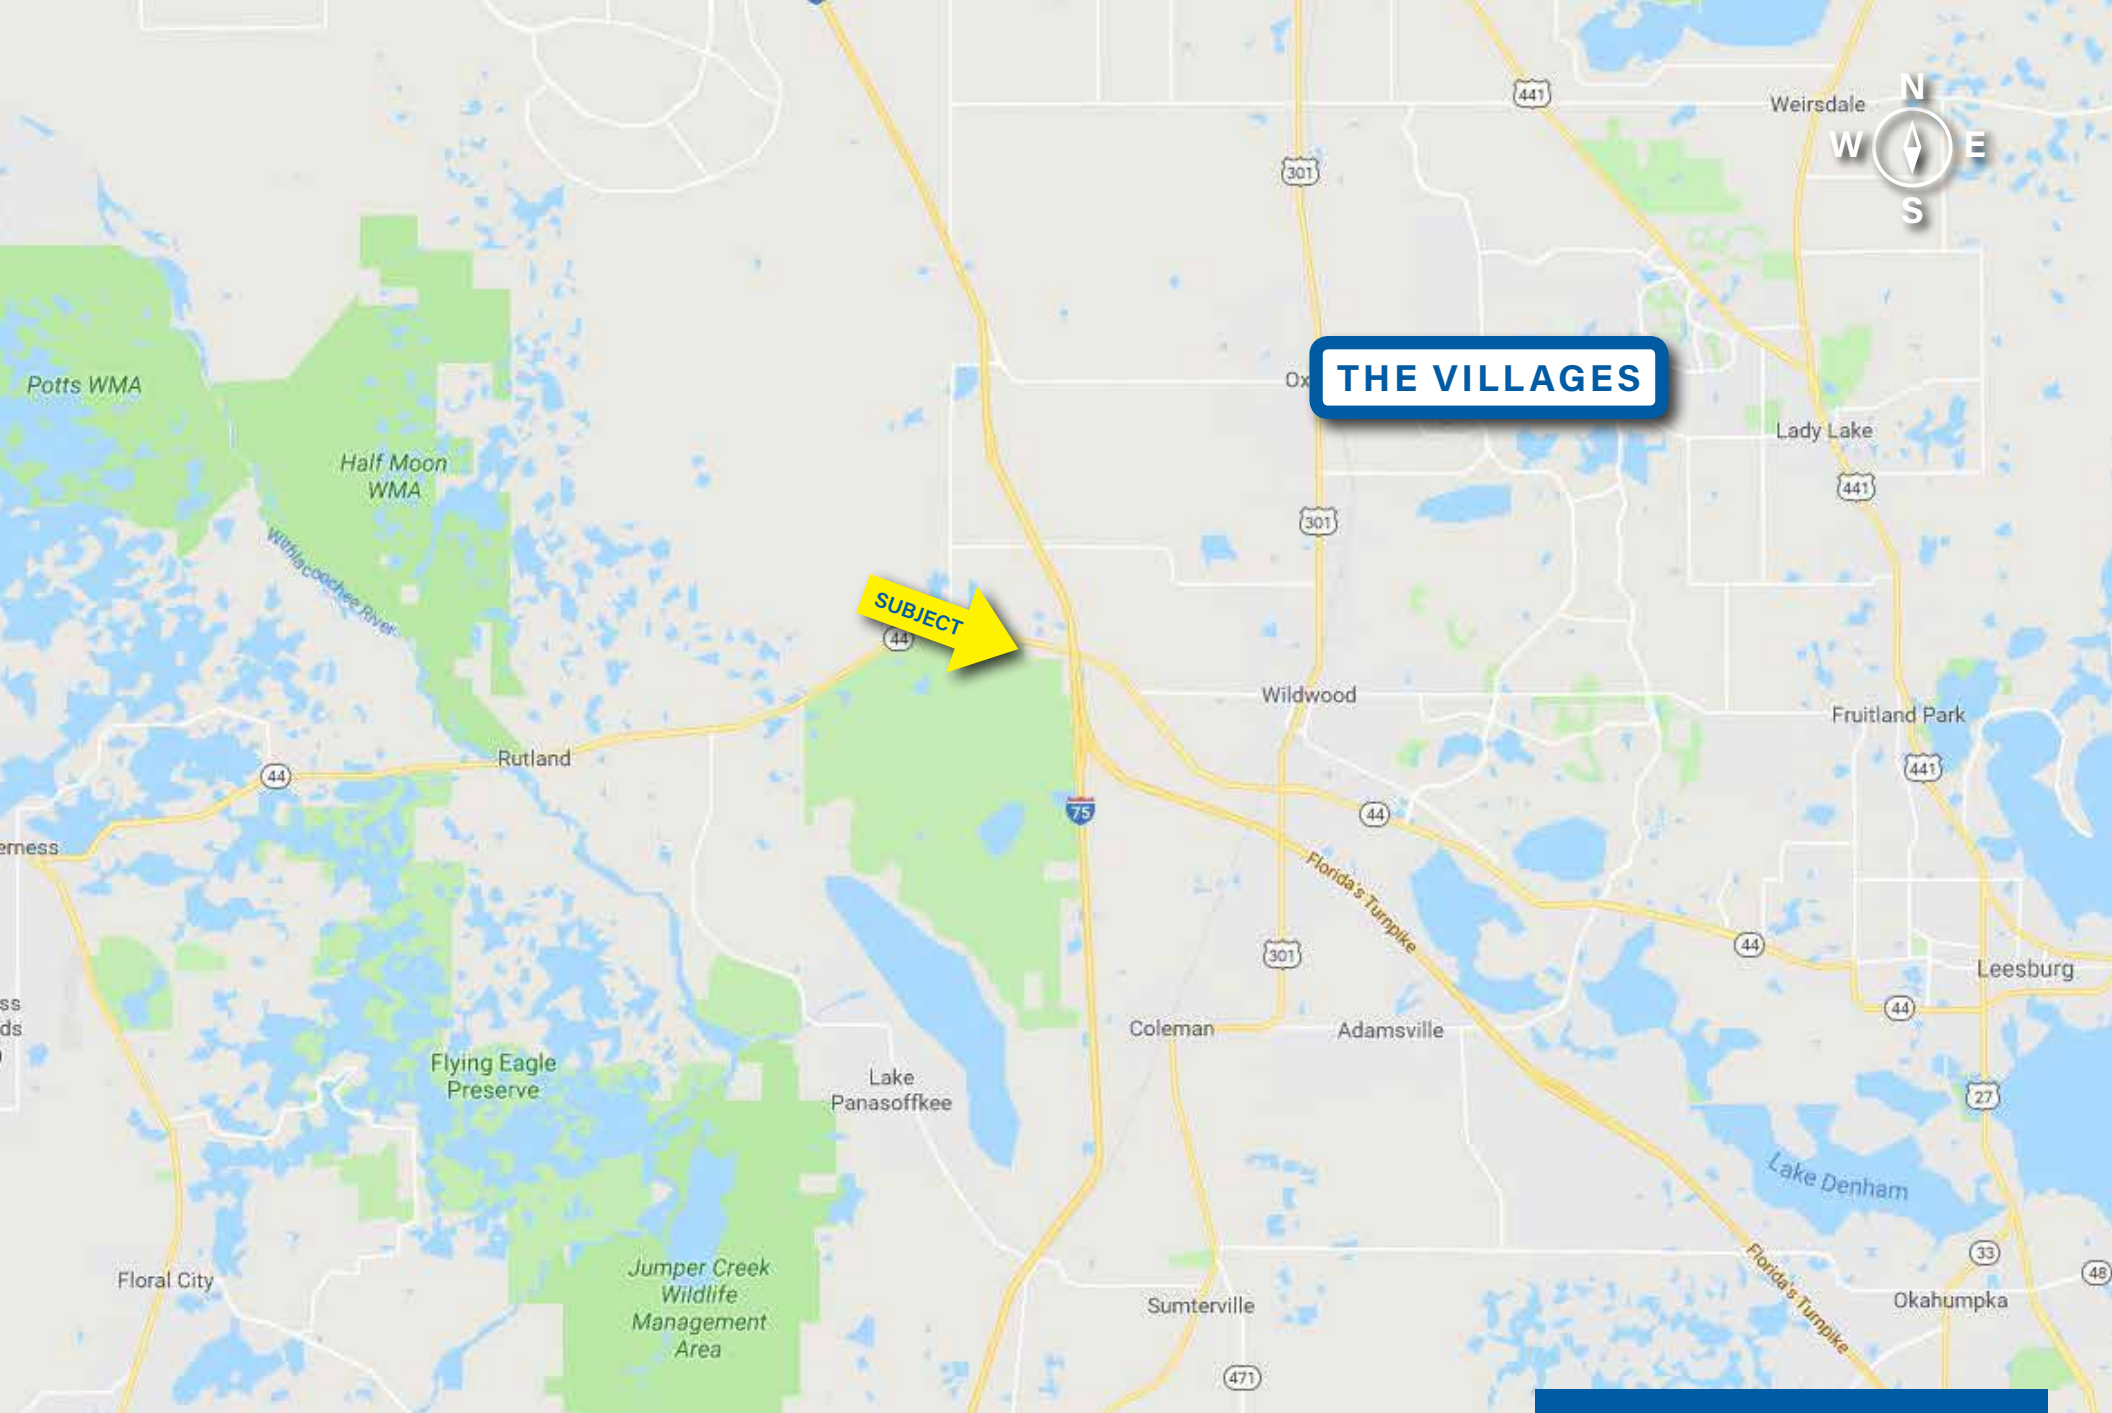 N
441
Weirsdale
W
E
301
S
THE VILLAGES
Ox
Potts WMA
Lady Lake
Half Moon
WMA
441
301
Withlacoochee River
SUBJECT
44
Wildwood
Fruitland Park
Rutland
441
44
75
44
erness
Florida's Turnpike
44
301
Leesburg
ss
ds
44
Coleman
Adamsville
Flying Eagle
Preserve
Lake
Panasoffkee
27
Lake Denham
33
Floral City
Jumper Creek
Wildlife
Management
Area
48
Florida's Turnpike
Okahumpka
Sumterville
471